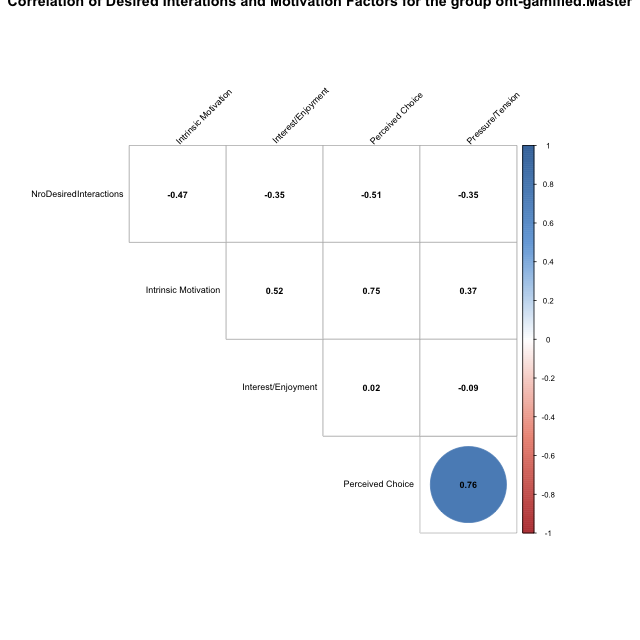 Correlation of Desired Interations and Motivation Factors for the group ont-gamified.Master
Intrinsic Motivation
Interest/Enjoyment
Perceived Choice
Pressure/Tension
NroDesiredInteractions -0.47 -0.35 -0.51 -0.35
Intrinsic Motivation 0.52 0.75 0.37
Interest/Enjoyment 0.02 -0.09
Perceived Choice 0.76
1
0.8
0.6
0.4
0.2
0
-0.2
-0.4
-0.6
-0.8
-1